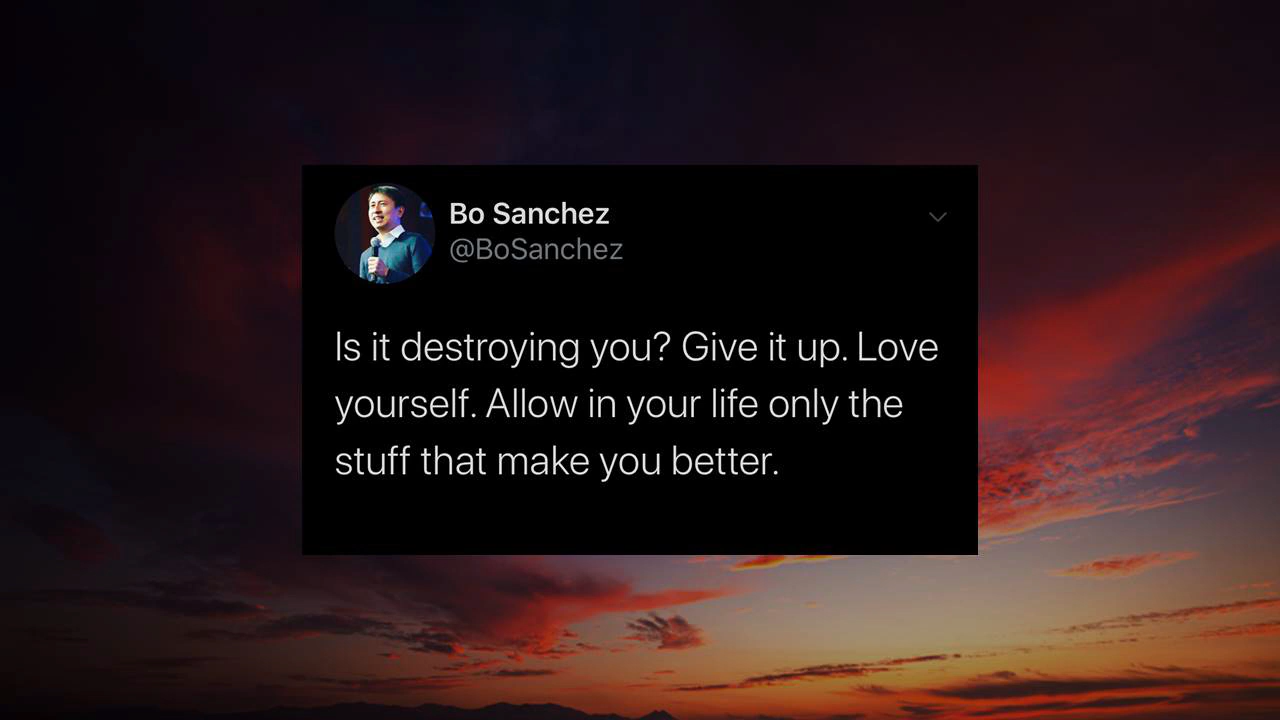 Bo Sanchez
@BoSanchez
Is it destroying you? Give it up. Love
yourself. Allow in your life only the
stuff that make you better.